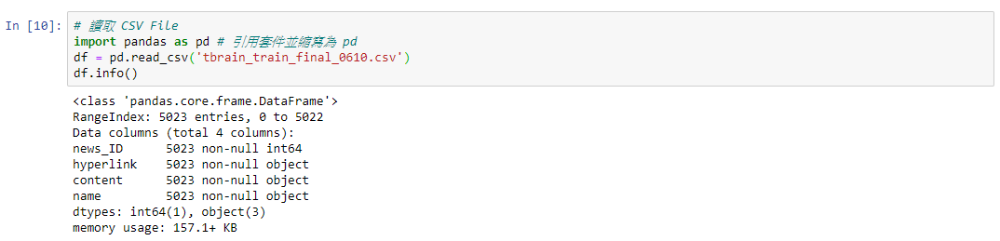 In [10]: # 讀取 CSV File
import pandas as pd # 引用套件並縮寫為 pd
df = pd.read_csv('tbrain_train_final_0610.csv')
df.info()
<class 'pandas.core.frame.DataFrame'>
RangeIndex: 5023 entries, 0 to 5022
Data columns (total 4 columns):
news_ID      5023 non-null int64
hyperlink    5023 non-null object
content      5023 non-null object
name         5023 non-null object
dtypes: int64(1), object(3)
memory usage: 157.1+ KB